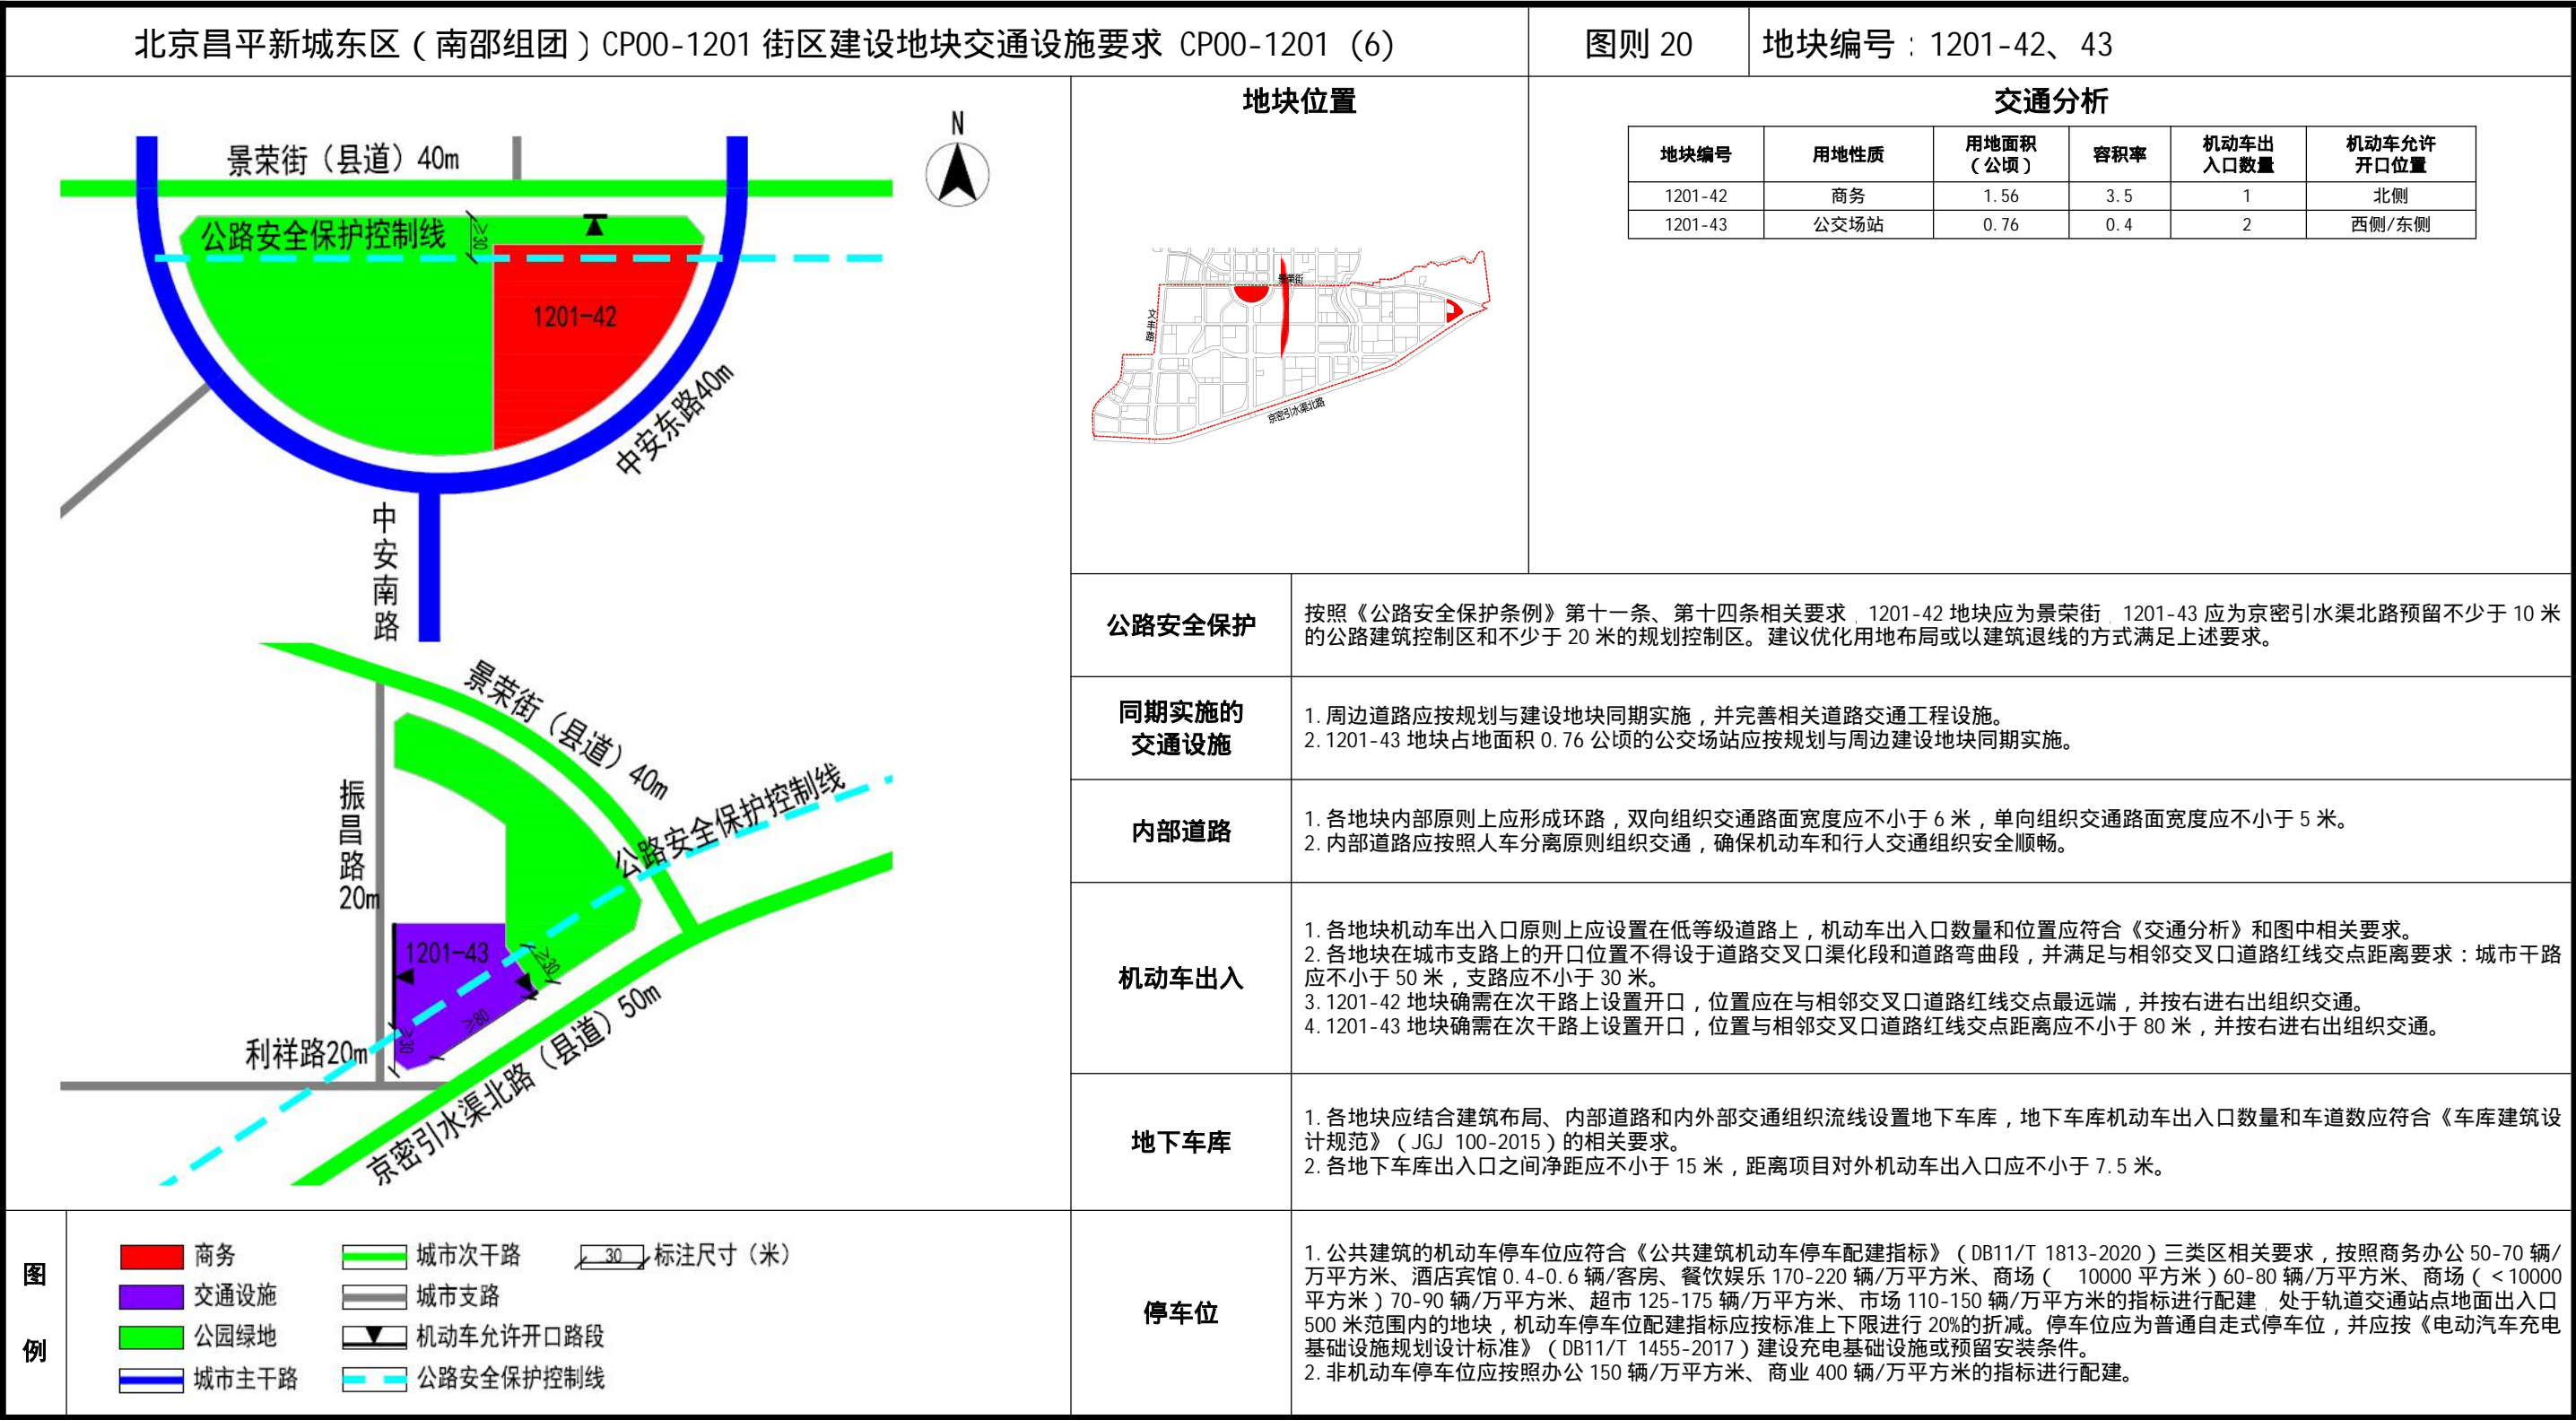 北京昌平新城东区（南邵组团）CP00-1201 街区建设地块交通设施要求 CP00-1201 (6)
图则 20
地块编号：1201-42、43
N
景荣街（县道）40m
公路安全保护控制线
≥30
1201-42
中安东路40m
中安南路
景荣街（县道）40m
公路安全保护控制线
振昌路20m
1201-43
≥30
≥80
≥30
利祥路20m
京密引水渠北路（县道）50m
地块位置
景荣街
文丰路
京密引水渠北路
交通分析
地块编号 用地性质 用地面积（公顷） 容积率 机动车出入口数量 机动车允许开口位置
1201-42 商务 1.56 3.5 1 北侧
1201-43 公交场站 0.76 0.4 2 西侧/东侧
公路安全保护
按照《公路安全保护条例》第十一条、第十四条相关要求，1201-42 地块应为景荣街，1201-43 应为京密引水渠北路预留不少于 10 米
的公路建筑控制区和不少于 20 米的规划控制区。建议优化用地布局或以建筑退线的方式满足上述要求。
同期实施的
交通设施
1.周边道路应按规划与建设地块同期实施，并完善相关道路交通工程设施。
2.1201-43 地块占地面积 0.76 公顷的公交场站应按规划与周边建设地块同期实施。
内部道路
1.各地块内部原则上应形成环路，双向组织交通路面宽度应不小于 6 米，单向组织交通路面宽度应不小于 5 米。
2.内部道路应按照人车分离原则组织交通，确保机动车和行人交通组织安全顺畅。
机动车出入
1.各地块机动车出入口原则上应设置在低等级道路上，机动车出入口数量和位置应符合《交通分析》和图中相关要求。
2.各地块在城市支路上的开口位置不得设于道路交叉口渠化段和道路弯曲段，并满足与相邻交叉口道路红线交点距离要求：城市干路
应不小于 50 米，支路应不小于 30 米。
3.1201-42 地块确需在次干路上设置开口，位置应在与相邻交叉口道路红线交点最远端，并按右进右出组织交通。
4.1201-43 地块确需在次干路上设置开口，位置与相邻交叉口道路红线交点距离应不小于 80 米，并按右进右出组织交通。
地下车库
1.各地块应结合建筑布局、内部道路和内外部交通组织流线设置地下车库，地下车库机动车出入口数量和车道数应符合《车库建筑设
计规范》（JGJ 100-2015）的相关要求。
2.各地下车库出入口之间净距应不小于 15 米，距离项目对外机动车出入口应不小于 7.5 米。
停车位
1.公共建筑的机动车停车位应符合《公共建筑机动车停车配建指标》（DB11/T 1813-2020）三类区相关要求，按照商务办公 50-70 辆/
万平方米、酒店宾馆 0.4-0.6 辆/客房、餐饮娱乐 170-220 辆/万平方米、商场（ 10000 平方米）60-80 辆/万平方米、商场（<10000
平方米）70-90 辆/万平方米、超市 125-175 辆/万平方米、市场 110-150 辆/万平方米的指标进行配建，处于轨道交通站点地面出入口
500 米范围内的地块，机动车停车位配建指标应按标准上下限进行 20%的折减。停车位应为普通自走式停车位，并应按《电动汽车充电
基础设施规划设计标准》（DB11/T 1455-2017）建设充电基础设施或预留安装条件。
2.非机动车停车位应按照办公 150 辆/万平方米、商业 400 辆/万平方米的指标进行配建。
图例
商务
城市次干路
30 标注尺寸（米）
交通设施
城市支路
公园绿地
机动车允许开口路段
城市主干路
公路安全保护控制线